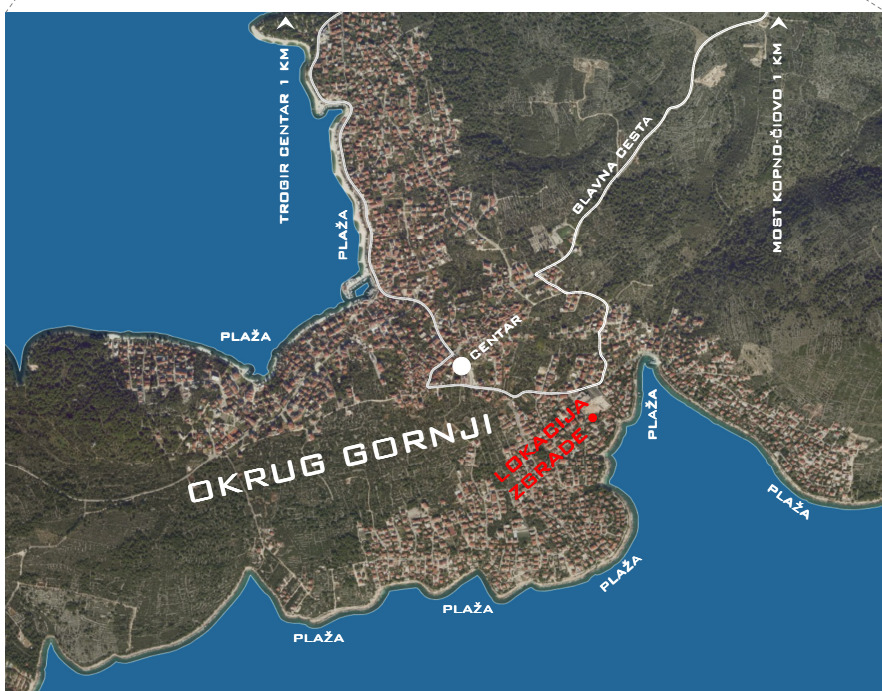 TROGIR CENTAR 1 KM
MOST KOPNO-ČIOVO 1 KM
GLAVNA CESTA
PLAŽA
PLAŽA
CENTAR
PLAŽA
LOKACIJA
ZGRADE
OKRUG GORNJI
PLAŽA
PLAŽA
PLAŽA
PLAŽA